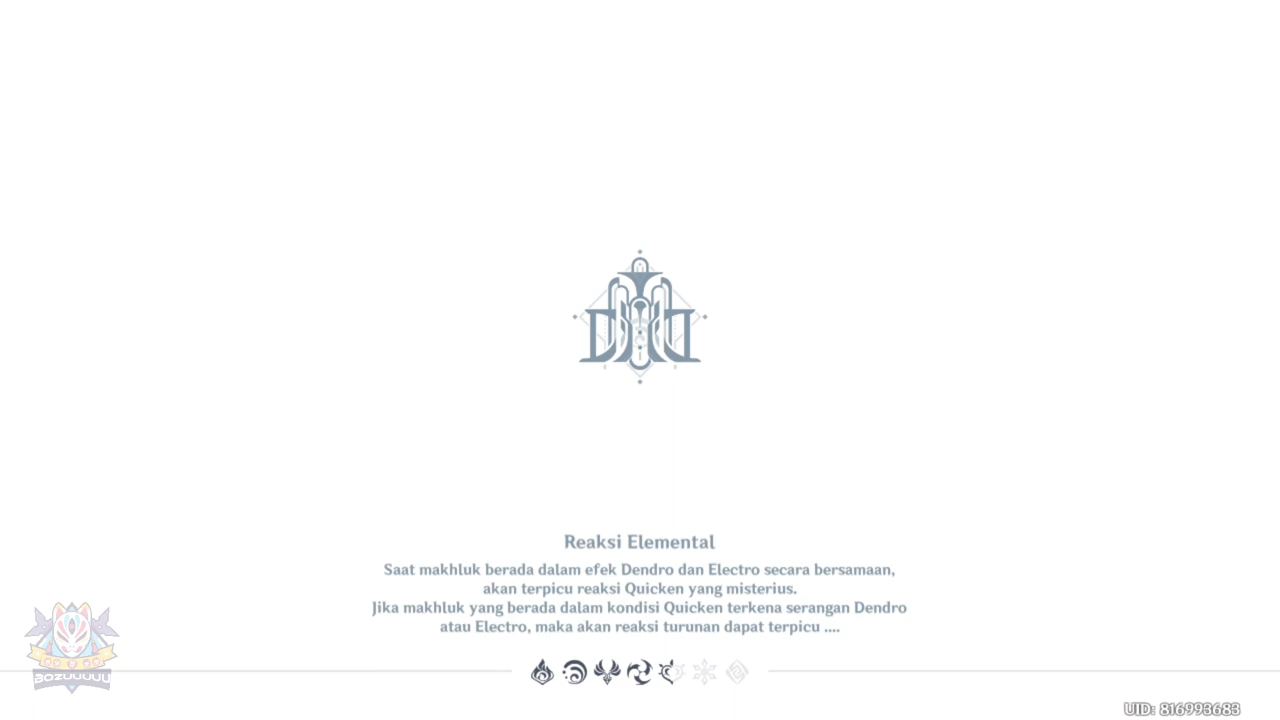 Reaksi Elemental
Saat makhluk berada dalam efek Dendro dan Electro secara bersamaan,
akan terpicu reaksi Quicken yang misterius.
Jika makhluk yang berada dalam kondisi Quicken terkena serangan Dendro
atau Electro, maka akan reaksi turunan dapat terpicu ....
BOZUUUUU
UID: 816993683